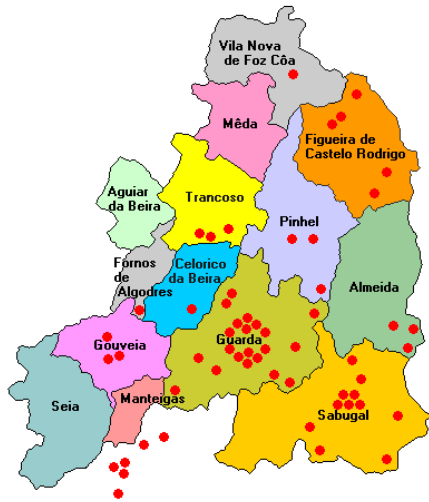 Vila Nova
de Foz Côa
Mêda
Figueira de
Castelo Rodrigo
Aguiar
da Beira
Trancoso
Pinhel
Fornos
de
Algodres
Celorico
da Beira
Almeida
Gouveia
Guarda
Seia
Manteigas
Sabugal